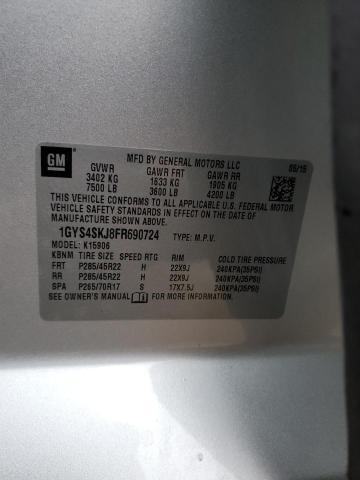 GM
MFD BY GENERAL MOTORS LLC 05/15
GVWR GAWR FRT GAWR RR
3402 KG 1633 KG 1905 KG
7500 LB 3600 LB 4200 LB
THIS VEHICLE CONFORMS TO ALL APPLICABLE U.S. FEDERAL MOTOR
VEHICLE SAFETY STANDARDS IN EFFECT ON THE DATE OF
MANUFACTURE SHOWN ABOVE.
1GYS4SKJ8FR690724 TYPE: M.P.V.
MODEL: K15906
KBNM TIRE SIZE SPEED RTG RIM COLD TIRE PRESSURE
FRT P285/45R22 H 22X9J 240KPA(35PSI)
RR P285/45R22 H 22X9J 240KPA(35PSI)
SPA P265/70R17 S 17X7.5J 240KPA(35PSI)
SEE OWNER'S MANUAL FOR MORE INFORMATION